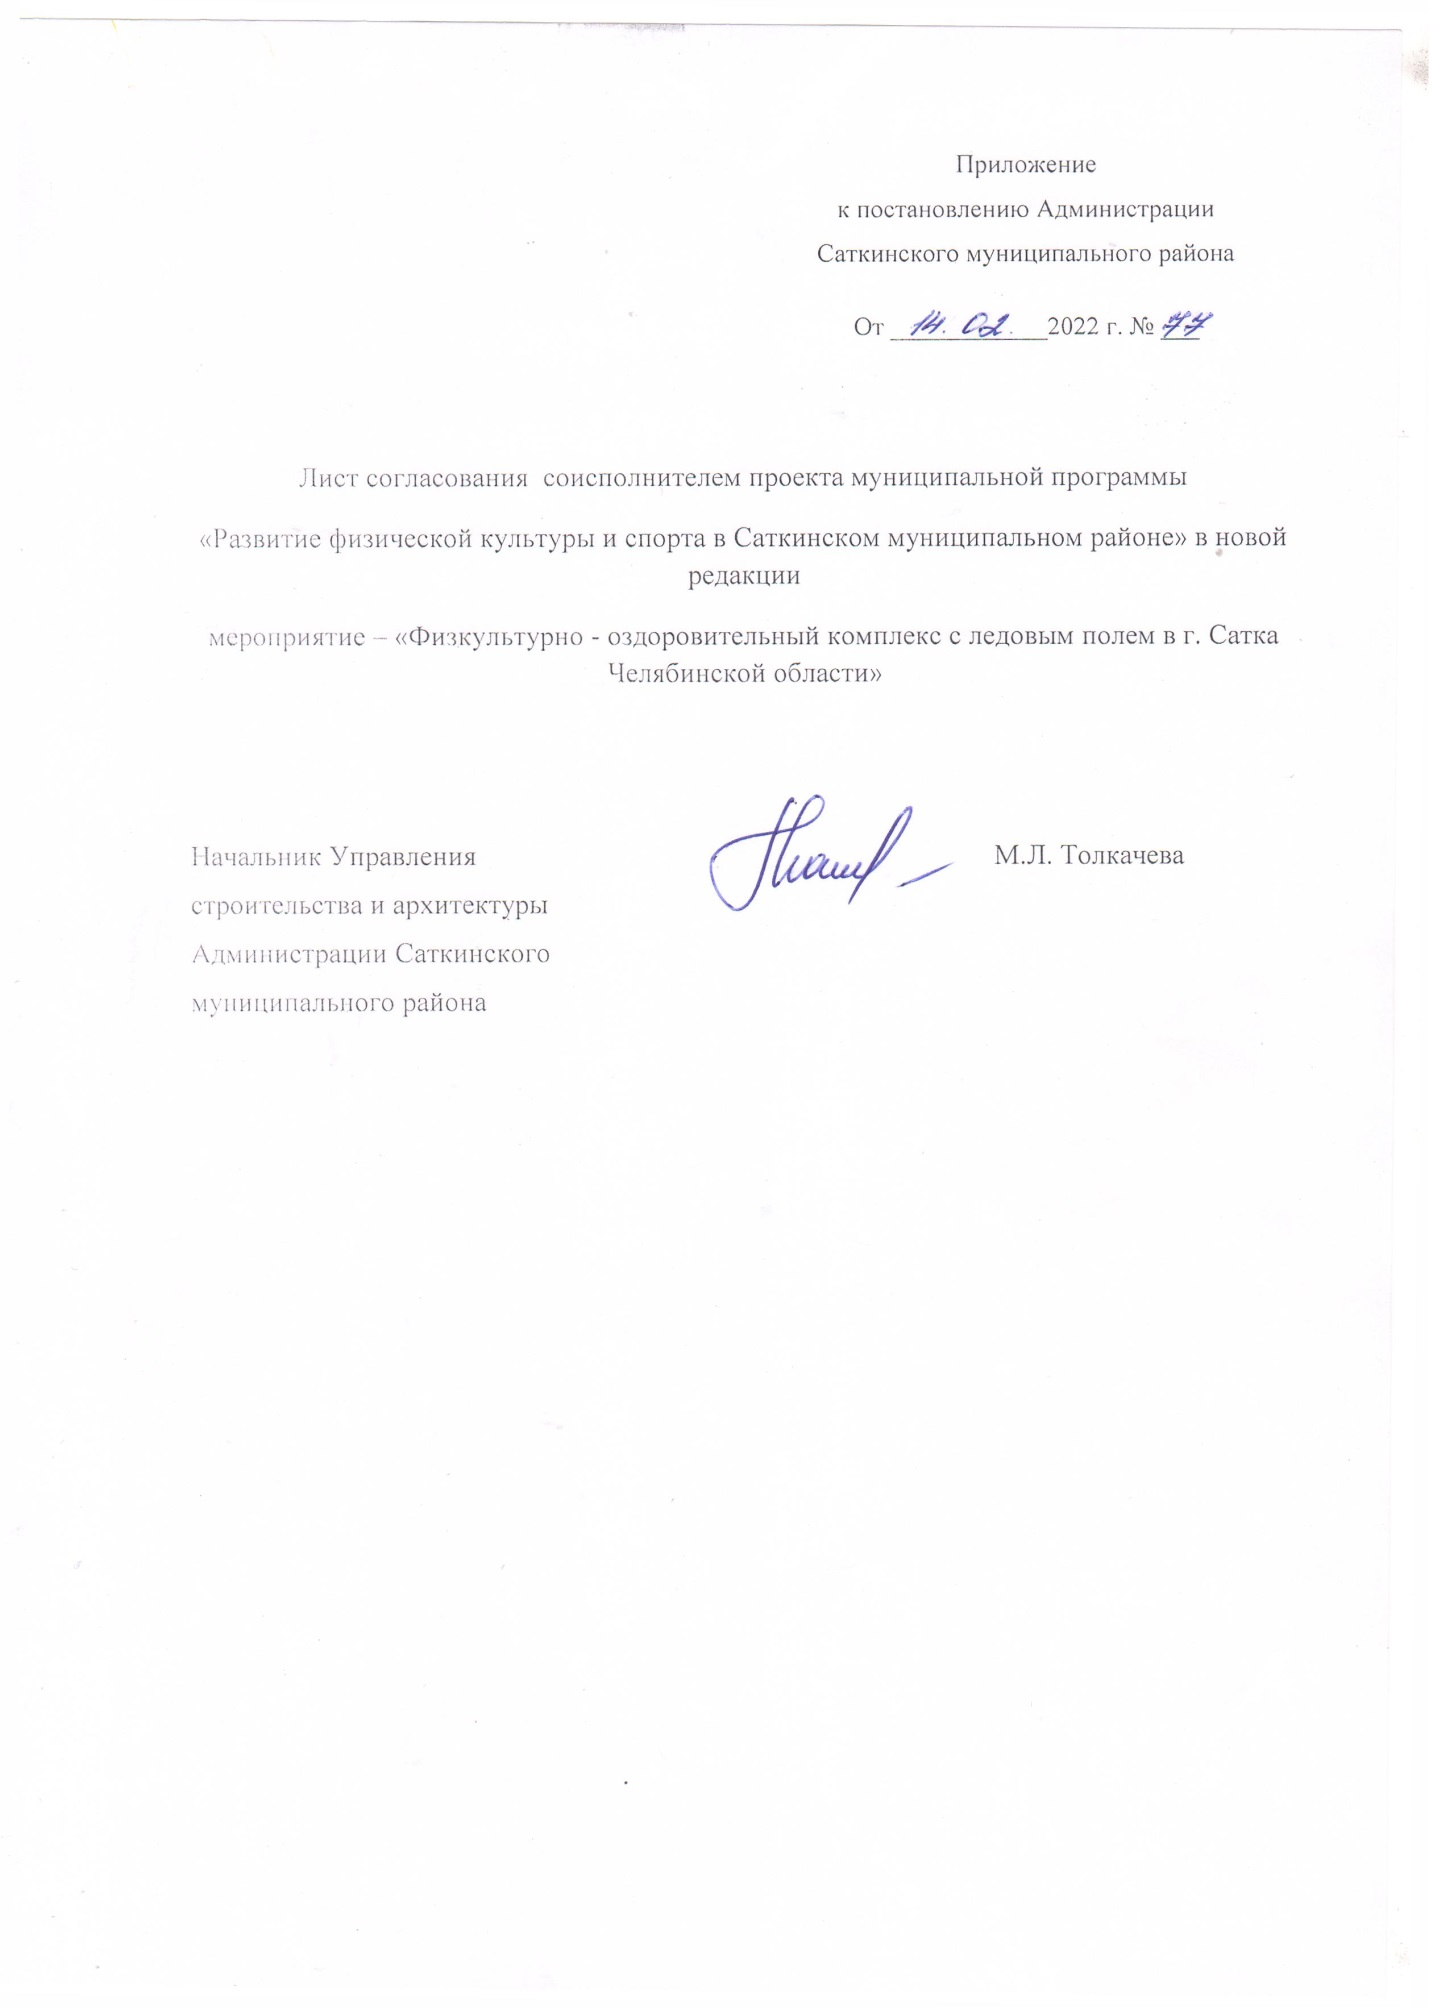 Приложение
к постановлению Администрации
Саткинского муниципального района
От 14.02. 2022 г. № 77
Лист согласования соисполнителем проекта муниципальной программы
«Развитие физической культуры и спорта в Саткинском муниципальном районе» в новой
редакции
мероприятие – «Физкультурно - оздоровительный комплекс с ледовым полем в г. Сатка
Челябинской области»
Начальник Управления
М.Л. Толкачева
строительства и архитектуры
Администрации Саткинского
муниципального района